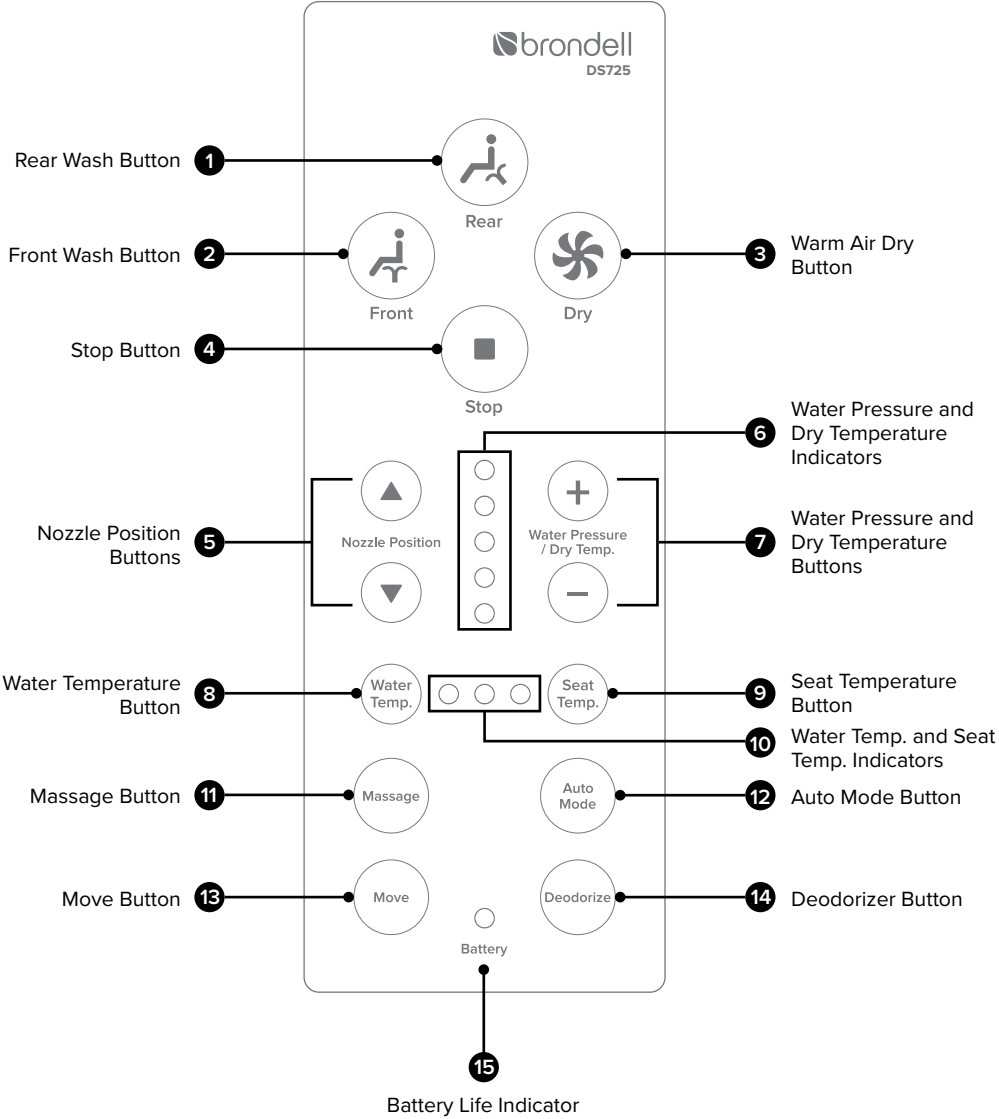 brondell
DS725
Rear Wash Button 1
Rear
Front Wash Button 2
3 Warm Air Dry
Button
Front
Dry
Stop Button 4
Stop
6 Water Pressure and
Dry Temperature
Indicators
Nozzle Position
Buttons
5
Nozzle Position
Water Pressure
/ Dry Temp.
7 Water Pressure and
Dry Temperature
Buttons
Water Temperature
Button
8
Water
Temp.
Seat
Temp.
9 Seat Temperature
Button
10 Water Temp. and Seat
Temp. Indicators
Massage Button 11
Massage
Auto
Mode
12 Auto Mode Button
Move Button 13
Move
Deodorize
14 Deodorizer Button
Battery
15
Battery Life Indicator